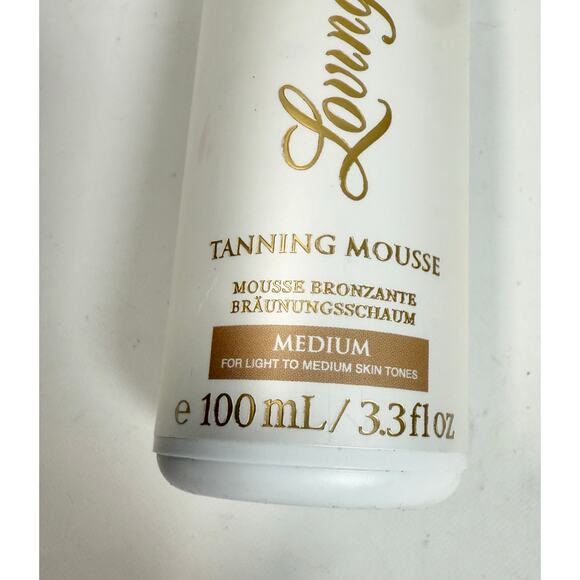 Loving
TANNING MOUSSE
MOUSSE BRONZANTE
BRÄUNUNGSSCHAUM
MEDIUM
FOR LIGHT TO MEDIUM SKIN TONES
e 100 mL / 3.3 fl oz